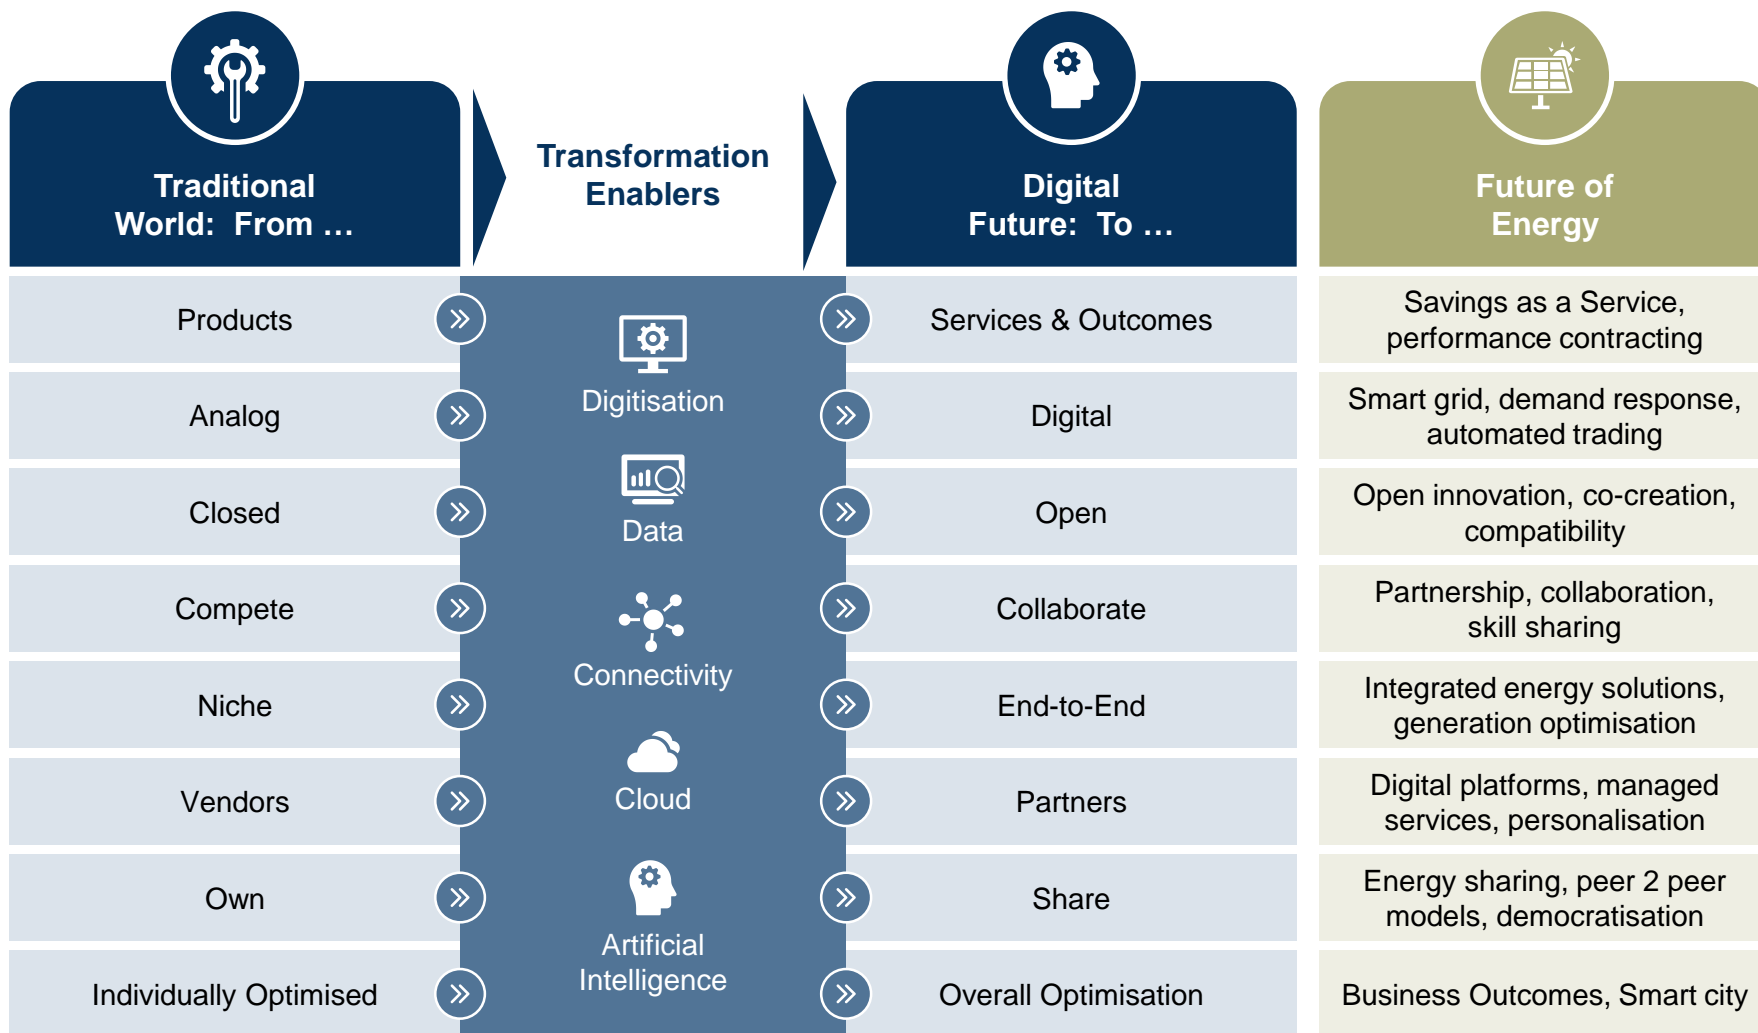 Traditional
World: From ...
Transformation
Enablers
Digital
Future: To ...
Future of
Energy
Products
Services & Outcomes
Savings as a Service,
performance contracting
Analog
Digital
Smart grid, demand response,
automated trading
Closed
Open
Open innovation, co-creation,
compatibility
Compete
Collaborate
Partnership, collaboration,
skill sharing
Niche
End-to-End
Integrated energy solutions,
generation optimisation
Vendors
Partners
Digital platforms, managed
services, personalisation
Own
Share
Energy sharing, peer 2 peer
models, democratisation
Individually Optimised
Overall Optimisation
Business Outcomes, Smart city
Digitisation
Data
Connectivity
Cloud
Artificial
Intelligence